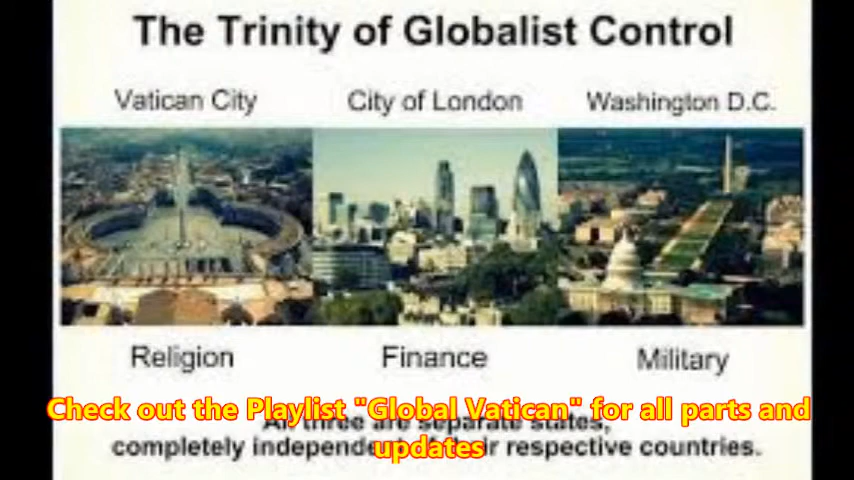 The Trinity of Globalist Control
Vatican City
City of London
Washington D.C.
Religion
Finance
Military
Check out the Playlist "Global Vatican" for all parts and
updates
All three are separate states,
completely independent their respective countries.